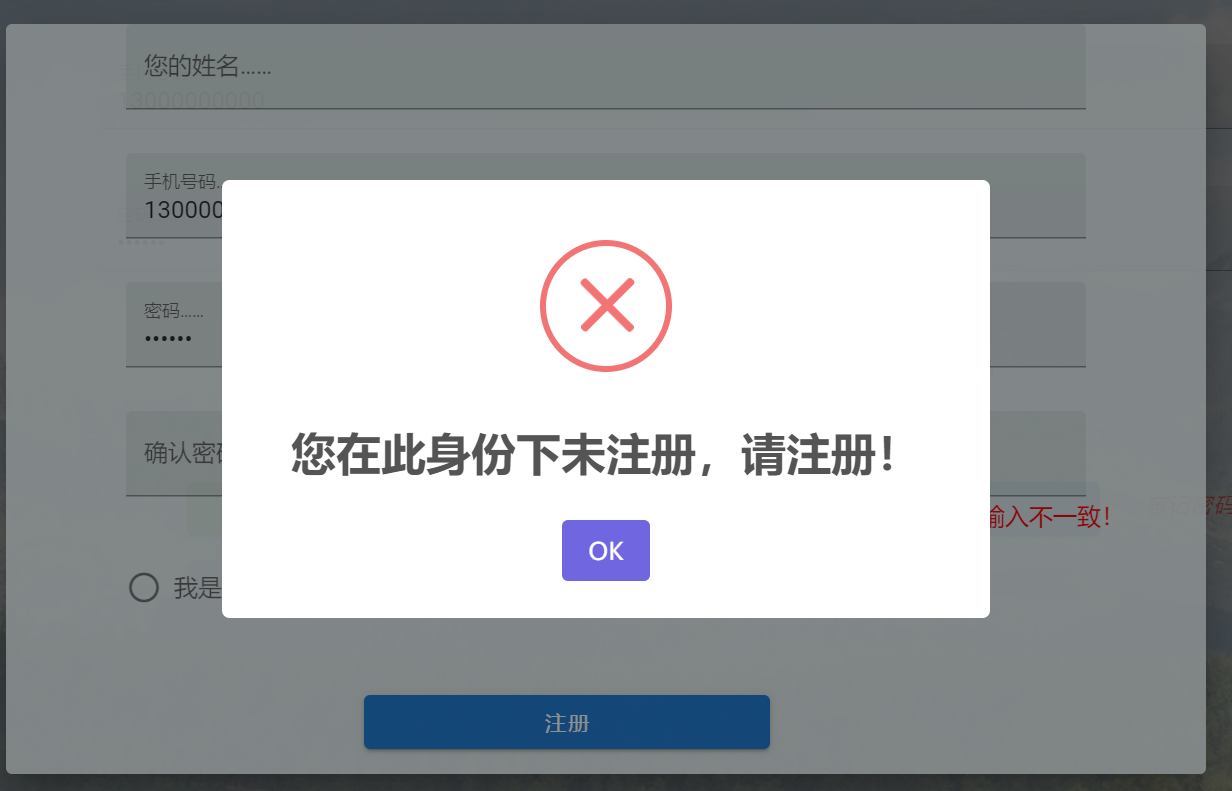 您的姓名……
13000000000
手机号码
130000
密码……
••••••
您在此身份下未注册，请注册！
确认密
输入不一致！
OK
我是
注册